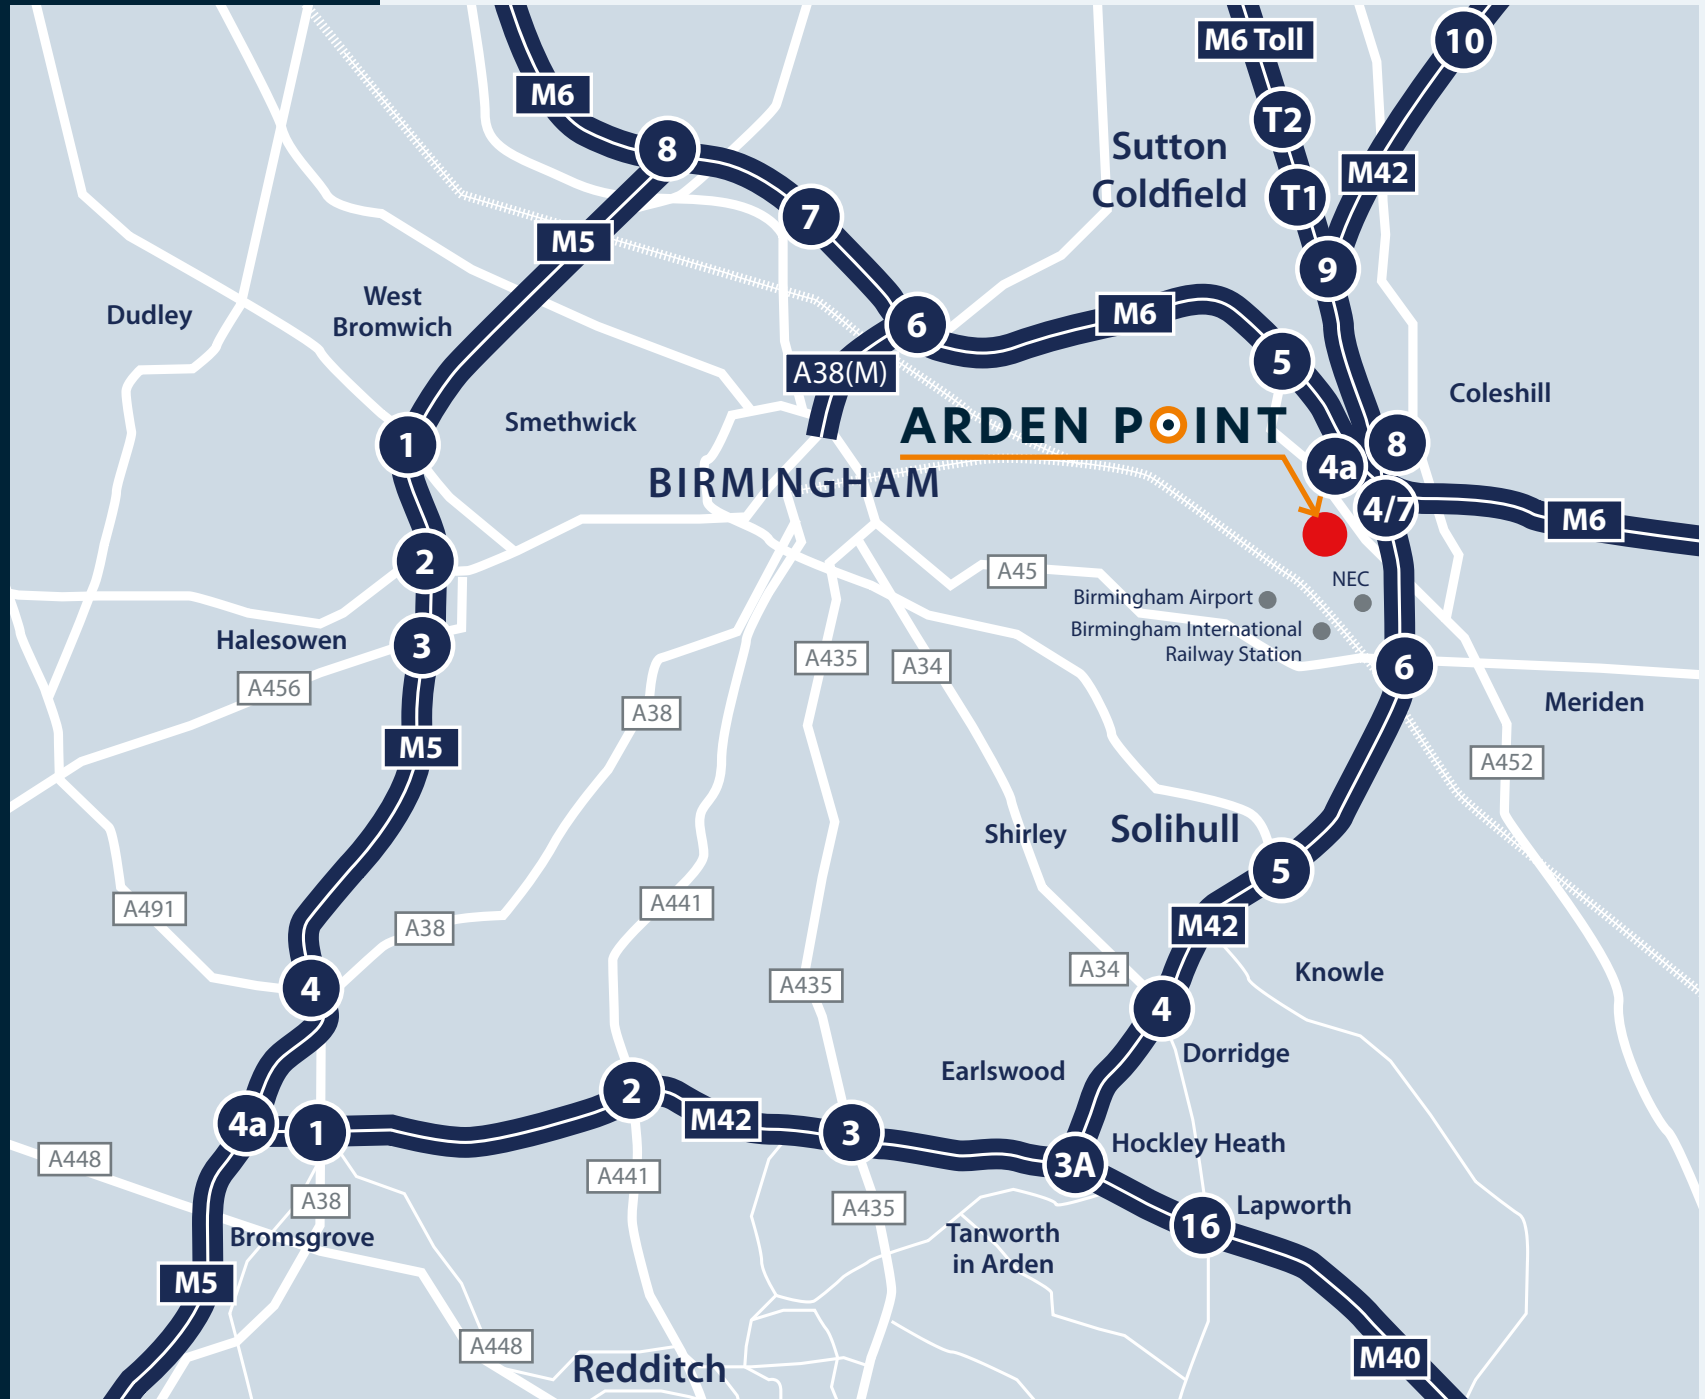 M6 Toll
10
M6
T2
Sutton
Coldfield
8
M42
T1
7
M5
9
West
Bromwich
Dudley
M6
6
5
A38(M)
Coleshill
Smethwick
ARDEN POINT
1
8
4a
BIRMINGHAM
4/7
M6
2
A45
NEC
Birmingham Airport
Birmingham International
Railway Station
Halesowen
3
A435
A34
6
A456
A38
Meriden
M5
A452
Shirley
Solihull
5
A491
A441
A38
M42
A34
Knowle
4
A435
4
Dorridge
Earlswood
2
4a
1
M42
3
Hockley Heath
A448
3A
A441
A38
A435
Lapworth
16
Bromsgrove
Tanworth
in Arden
M5
A448
M40
Redditch